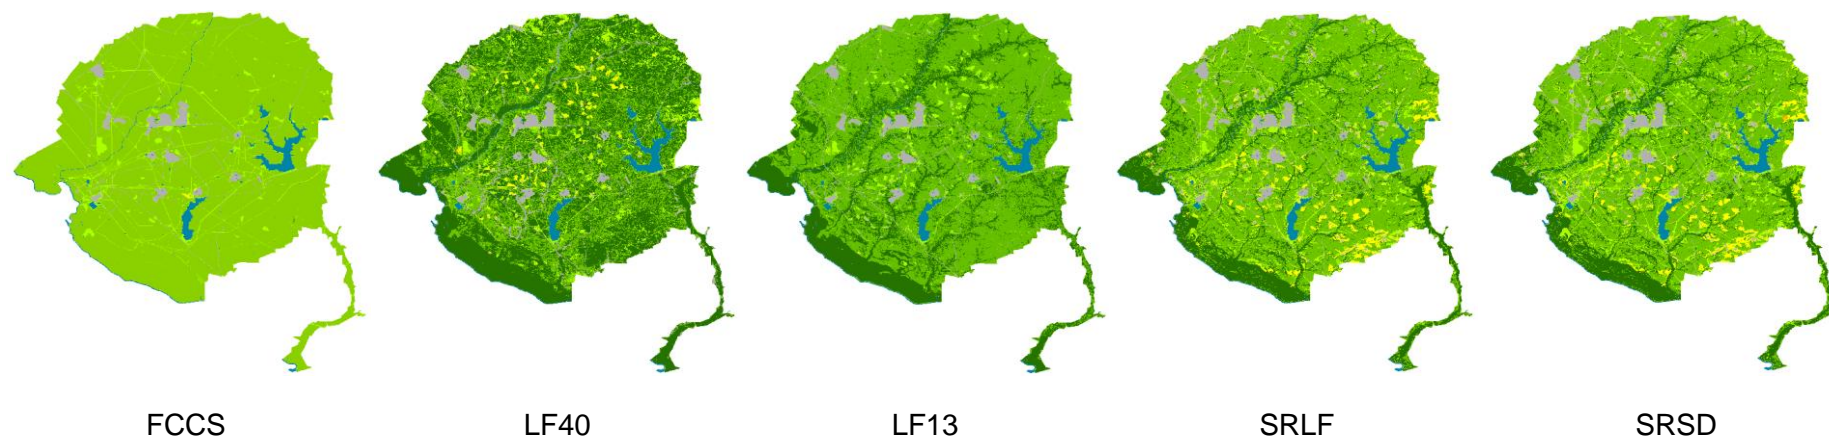 FCCS LF40 LF13 SRLF SRSD